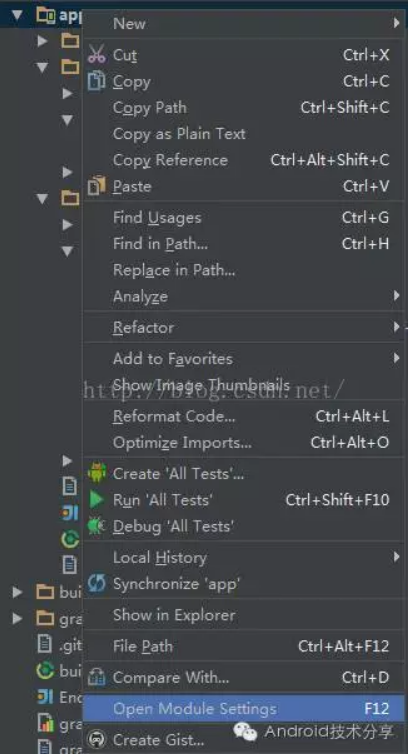 app
New
Cut Ctrl+X
Copy Ctrl+C
Copy Path Ctrl+Shift+C
Copy as Plain Text
Copy Reference Ctrl+Alt+Shift+C
Paste Ctrl+V
Find Usages Ctrl+G
Find in Path... Ctrl+H
Replace in Path...
Analyze
Refactor
Add to Favorites
Show Image Thumbnails
http://blog.csdn.net/
Reformat Code... Ctrl+Alt+L
Optimize Imports... Ctrl+Alt+O
Create 'All Tests'...
Run 'All Tests' Ctrl+Shift+F10
Debug 'All Tests'
Local History
Synchronize 'app'
bui
Show in Explorer
gra
File Path Ctrl+Alt+F12
.git
Compare With... Ctrl+D
bui
Enc
Open Module Settings F12
gra
Android技术分享
Create Gist...
gra